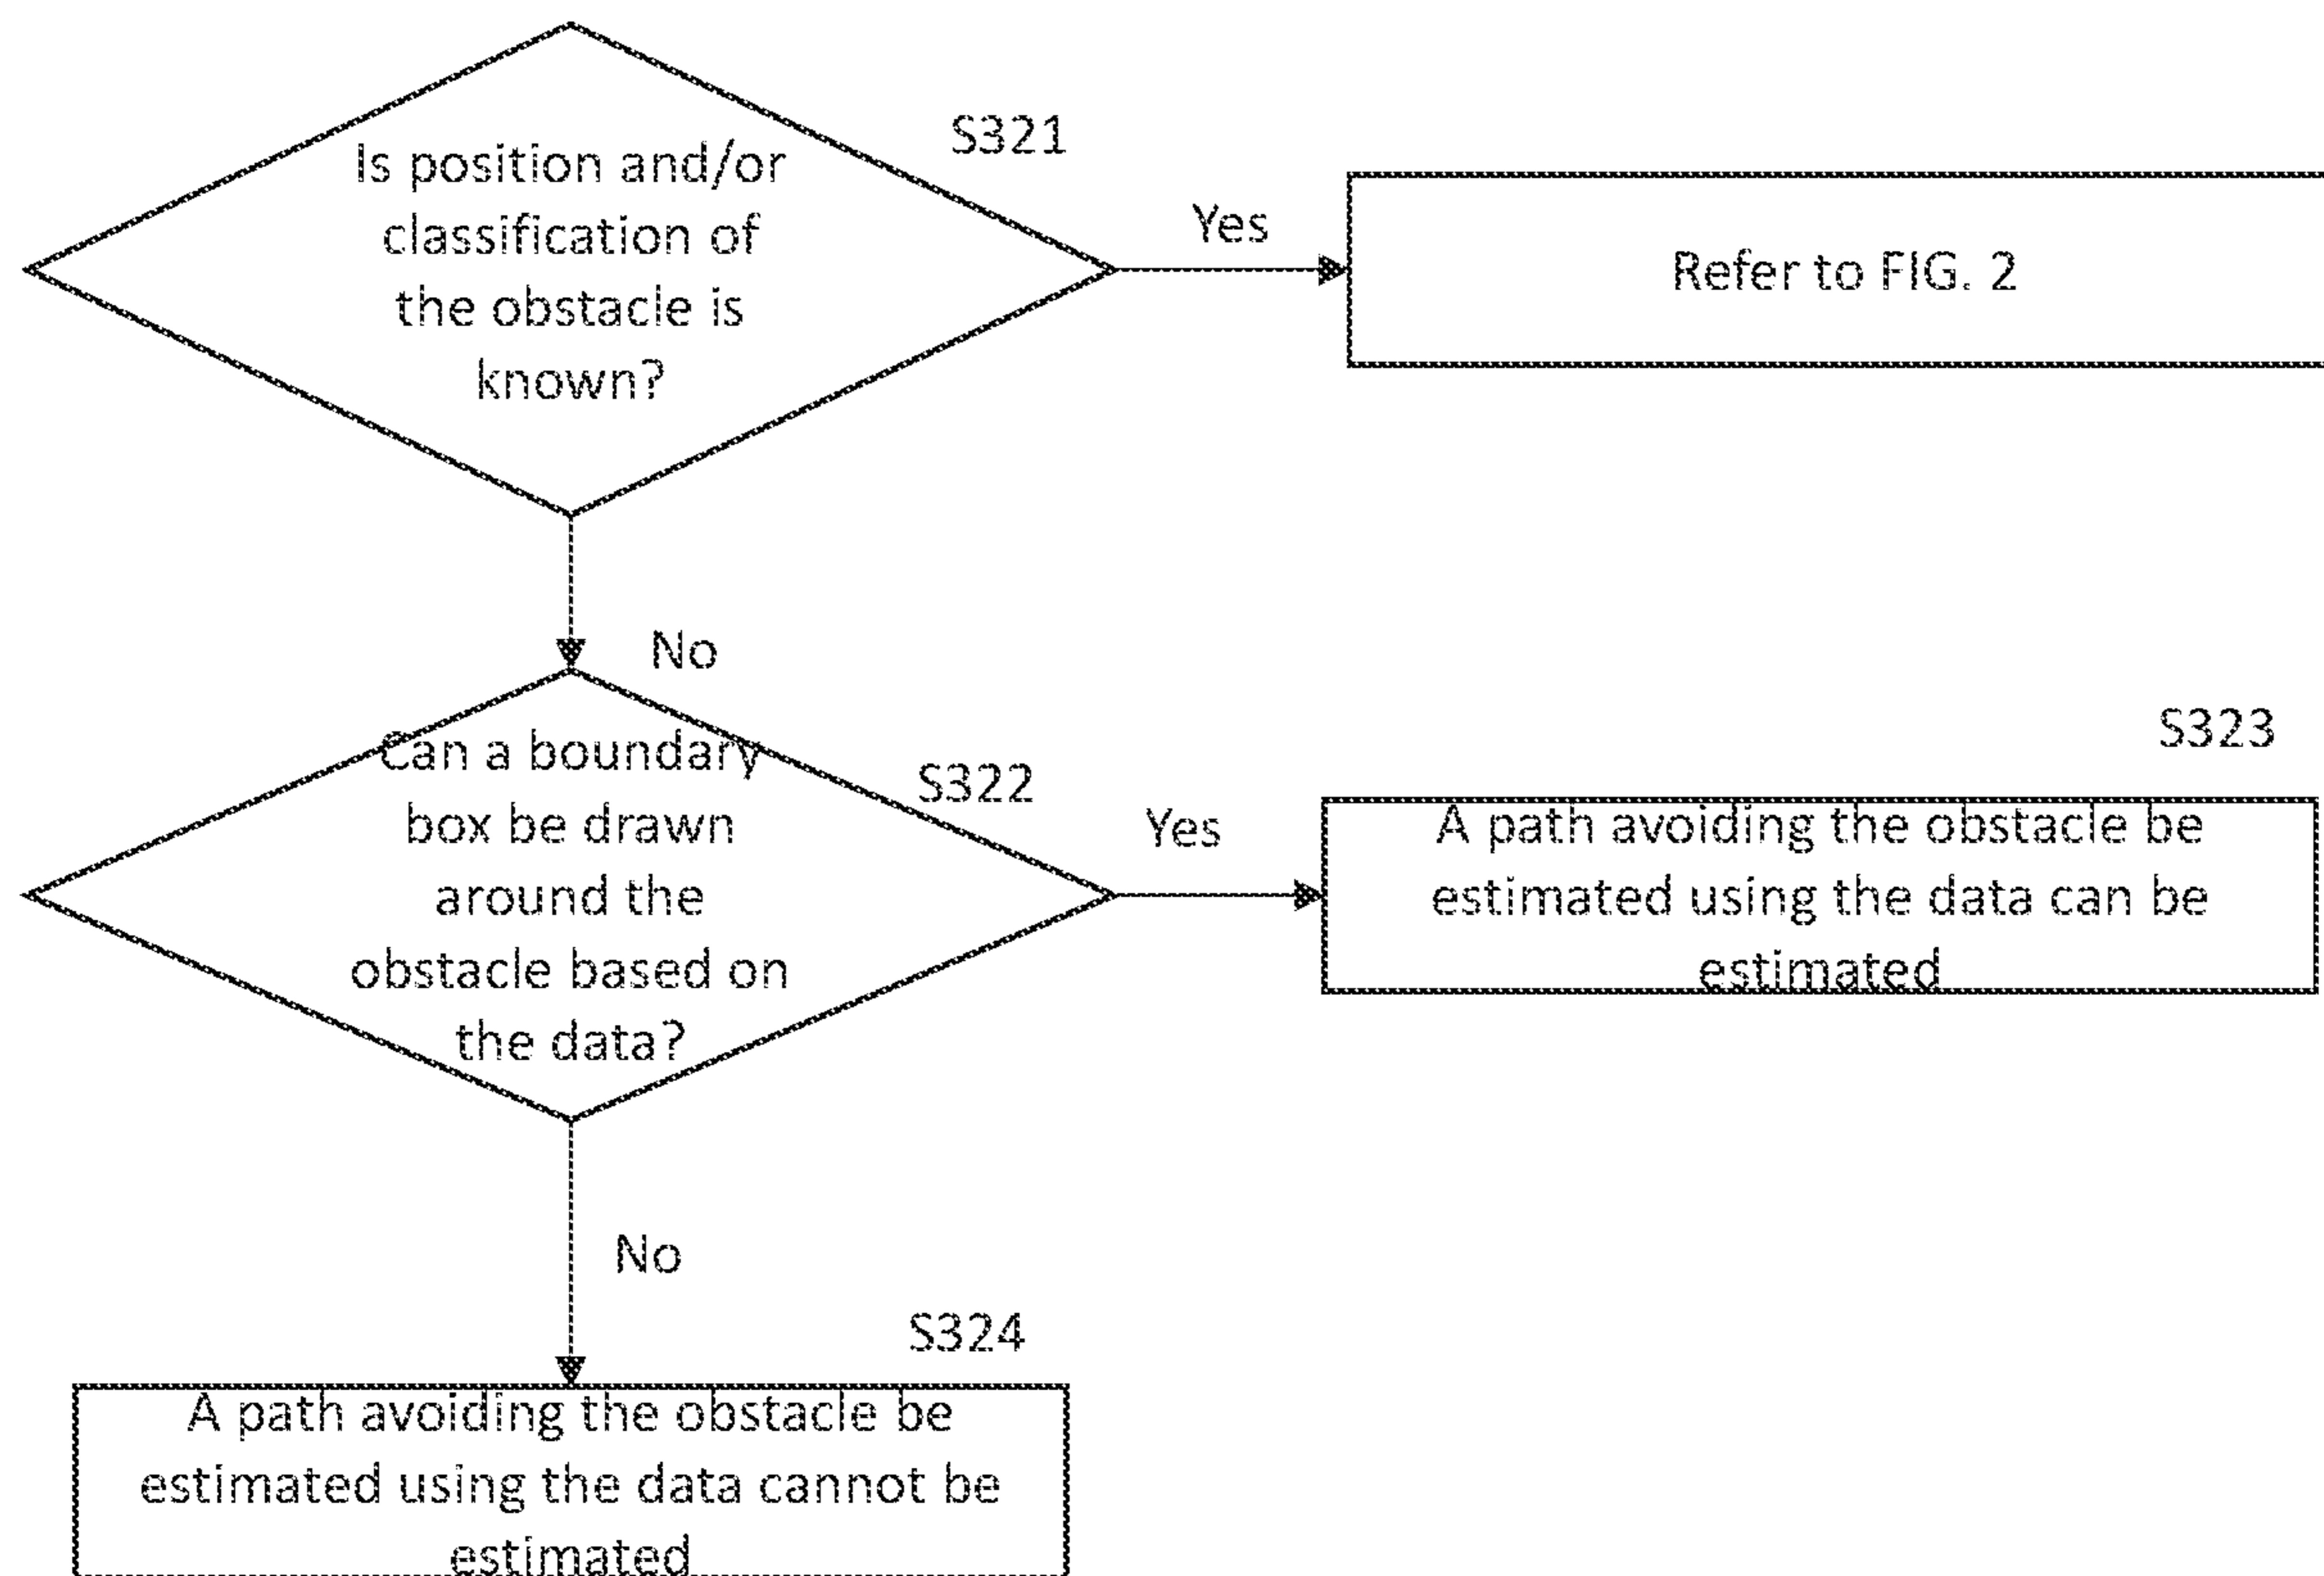 S321
Is position and/or
classification of
the obstacle is
known?
Yes
Refer to FIG. 2
No
Can a boundary
box be drawn
around the
obstacle based on
the data?
S322
Yes
S323
A path avoiding the obstacle be
estimated using the data can be
estimated
No
S324
A path avoiding the obstacle be
estimated using the data cannot be
estimated